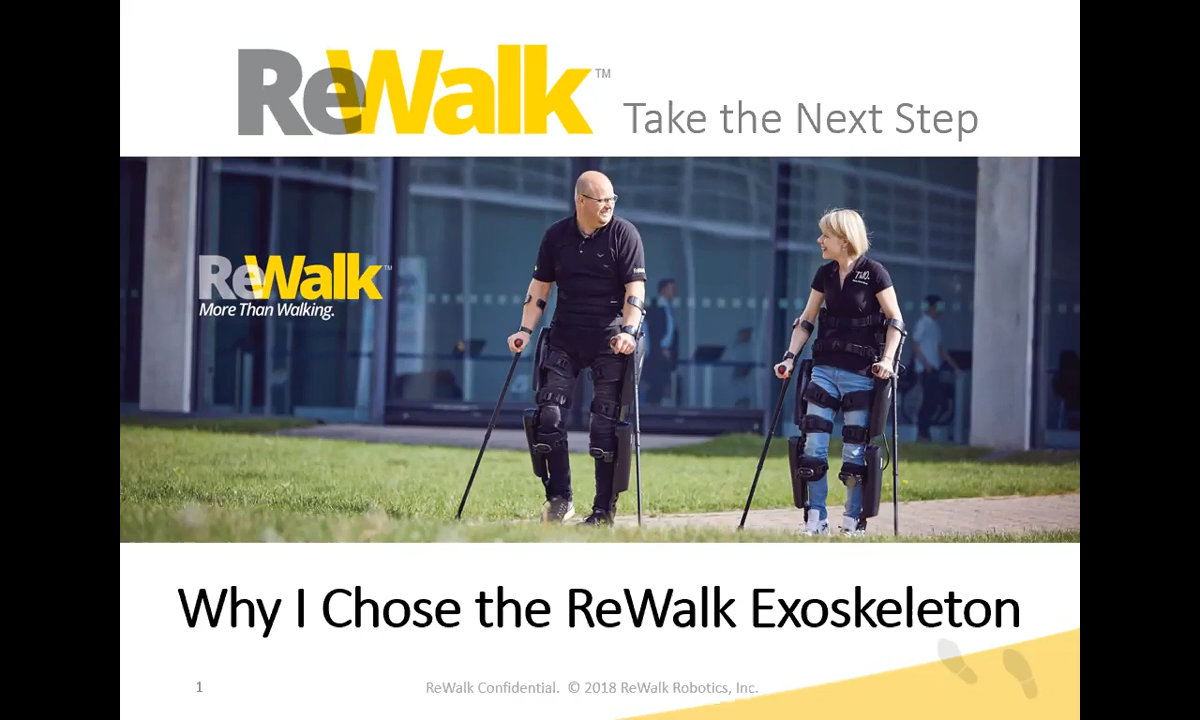 ReWalk™ Take the Next Step
ReWalk™
More Than Walking.
TWO.
Why I Chose the ReWalk Exoskeleton
1
ReWalk Confidential. © 2018 ReWalk Robotics, Inc.